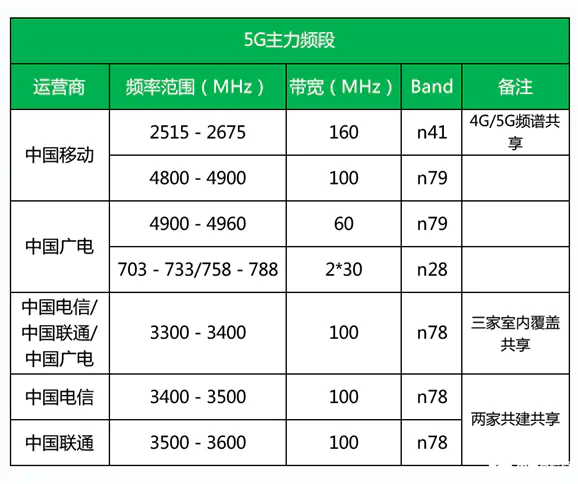 5G主力频段
运营商 频率范围（MHz） 带宽（MHz） Band 备注
中国移动 2515 - 2675 160 n41 4G/5G频谱共
享
4800 - 4900 100 n79
中国广电 4900 - 4960 60 n79
703 - 733/758 - 788 2*30 n28
中国电信/
中国联通/
中国广电 3300 - 3400 100 n78 三家室内覆盖
共享
中国电信 3400 - 3500 100 n78 两家共建共享
中国联通 3500 - 3600 100 n78